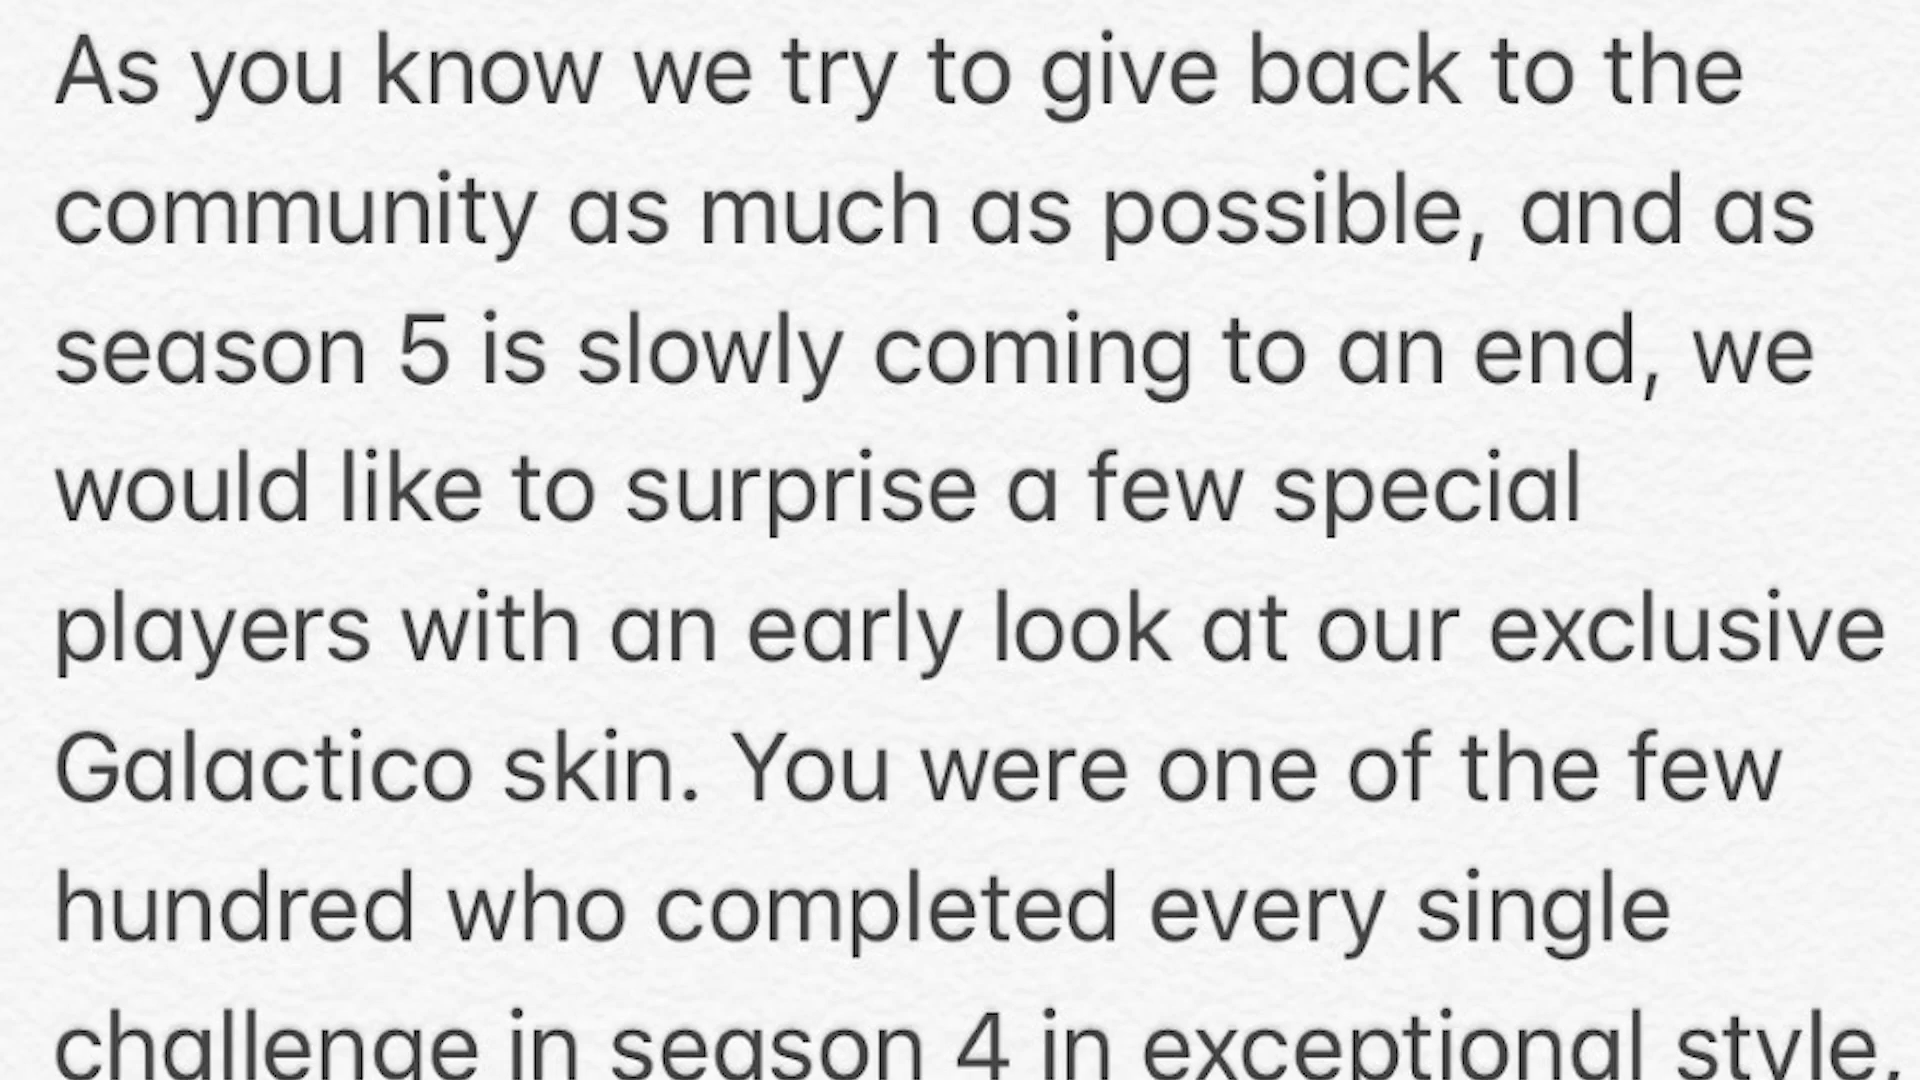 As you know we try to give back to the
community as much as possible, and as
season 5 is slowly coming to an end, we
would like to surprise a few special
players with an early look at our exclusive
Galactico skin. You were one of the few
hundred who completed every single
challenge in season 4 in exceptional style.